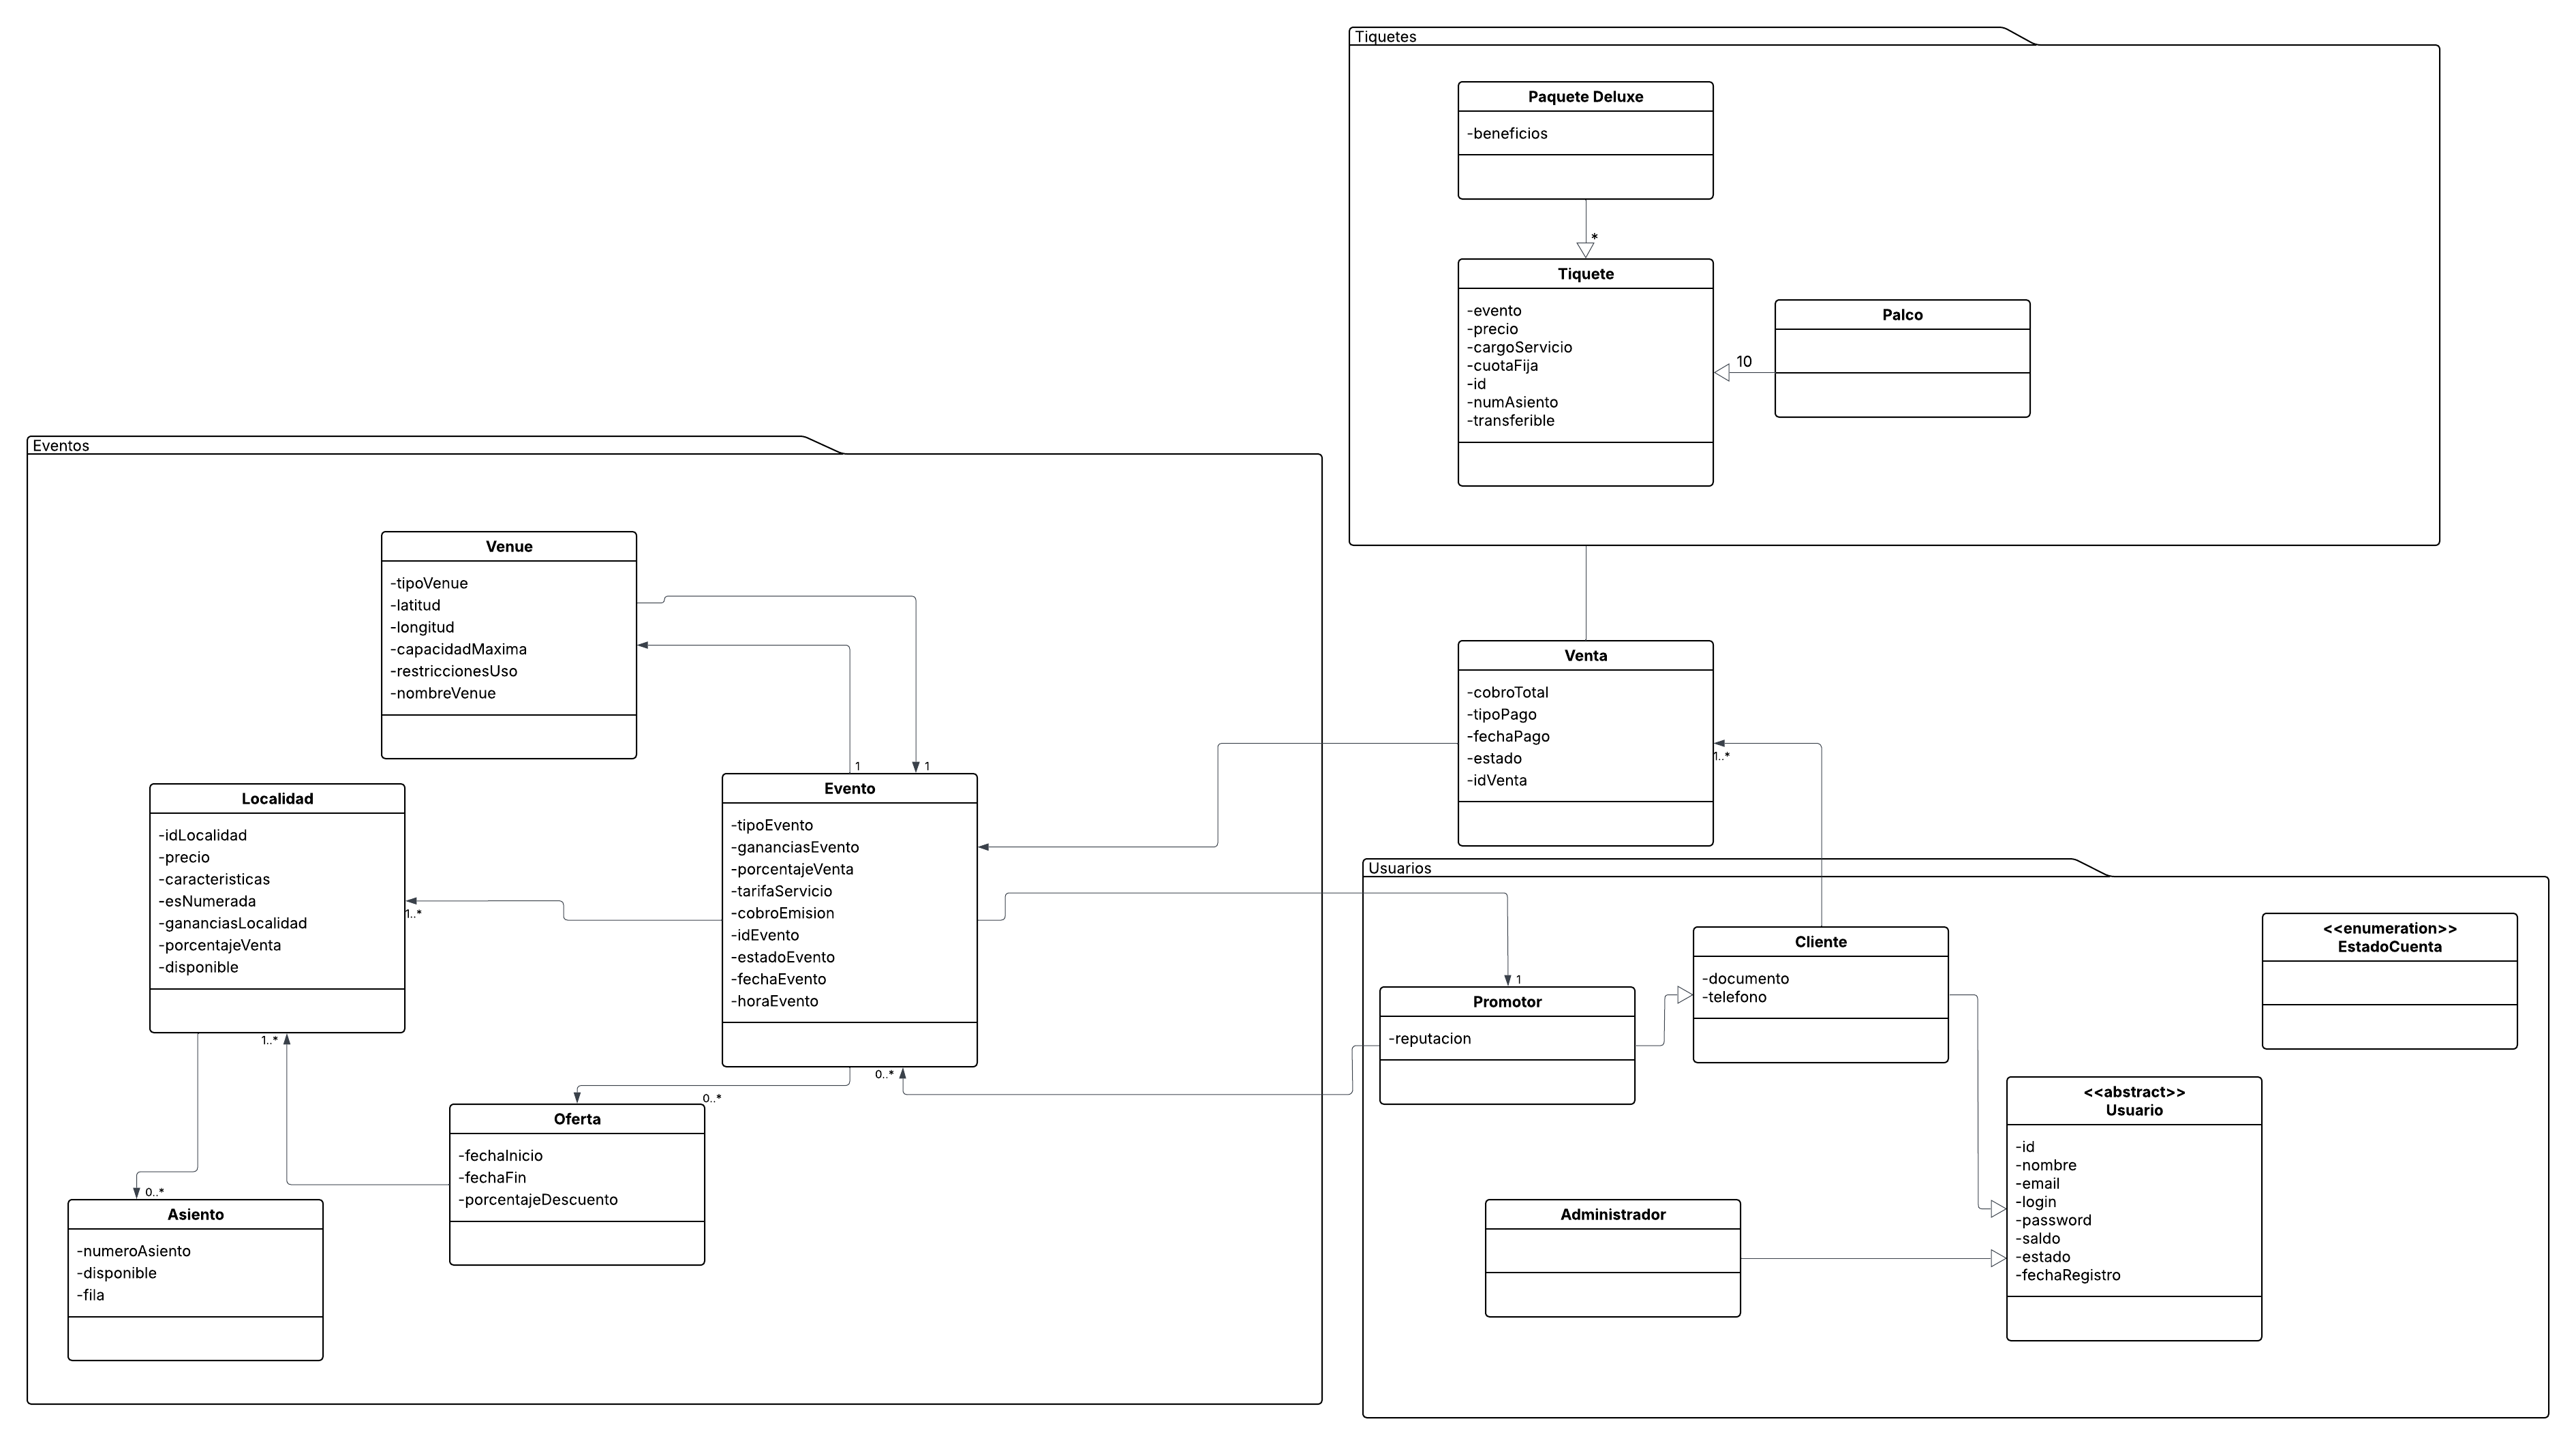 Tiquetes
Paquete Deluxe
-beneficios
*
Tiquete
-evento
-precio
-cargoServicio
-cuotaFija
-id
-numAsiento
-transferible
Palco
10
Eventos
Venue
-tipoVenue
-latitud
-longitud
-capacidadMaxima
-restriccionesUso
-nombreVenue
1
1
Localidad
-idLocalidad
-precio
-caracteristicas
-esNumerada
-gananciasLocalidad
-porcentajeVenta
-disponible
1..*
1..*
Evento
-tipoEvento
-gananciasEvento
-porcentajeVenta
-tarifaServicio
-cobroEmision
-idEvento
-estadoEvento
-fechaEvento
-horaEvento
0..*
0..*
Oferta
-fechaInicio
-fechaFin
-porcentajeDescuento
0..*
Asiento
-numeroAsiento
-disponible
-fila
Venta
-cobroTotal
-tipoPago
-fechaPago
-estado
-idVenta
1..*
Usuarios
1
Promotor
-reputacion
Cliente
-documento
-telefono
<<enumeration>>
EstadoCuenta
<<abstract>>
Usuario
-id
-nombre
-email
-login
-password
-saldo
-estado
-fechaRegistro
Administrador